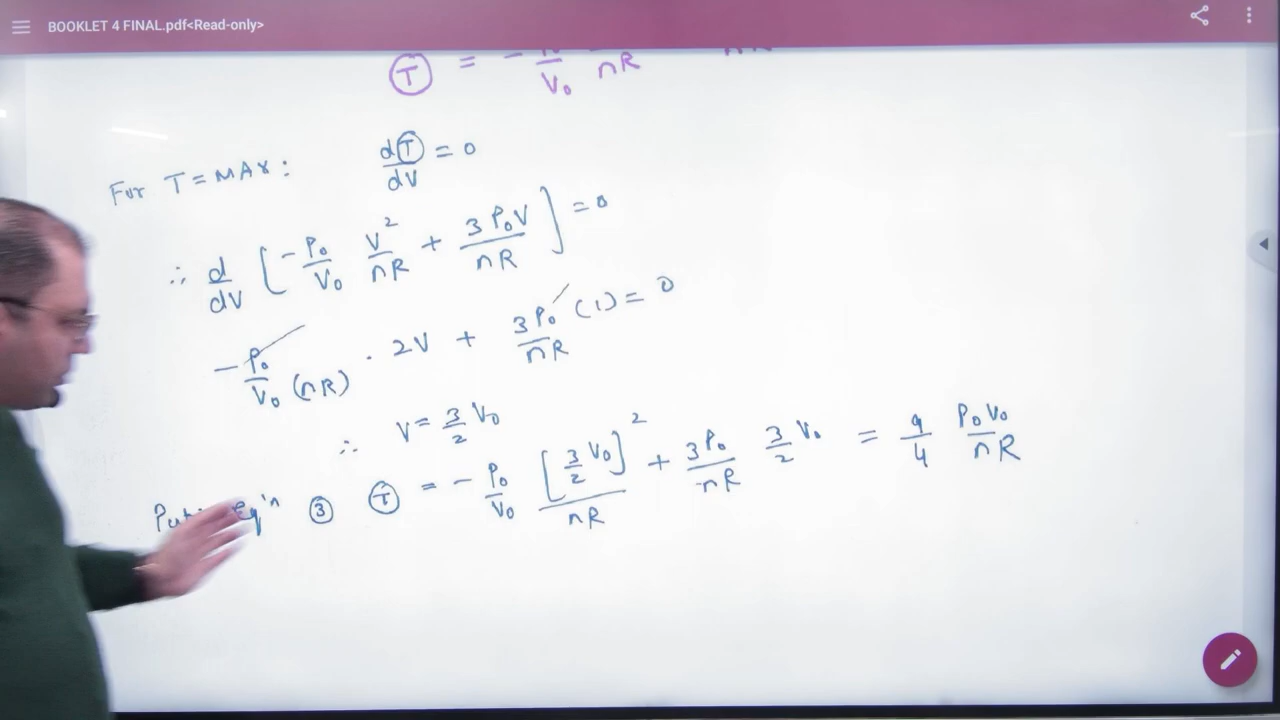 BOOKLET 4 FINAL.pdf<Read-only>
T = - V₀ nR nR
For T = MAX : dT/dV = 0
∴ d/dV [ -P₀/V₀ V²/nR + 3P₀V/nR ] = 0
-P₀/V₀ (nR) · 2V + 3P₀/nR (1) = 0
∴ V = 3/2 V₀
Eq'n ③ T = - P₀/V₀ [3/2 V₀]²/nR + 3P₀/nR 3/2 V₀ = 9/4 P₀V₀/nR